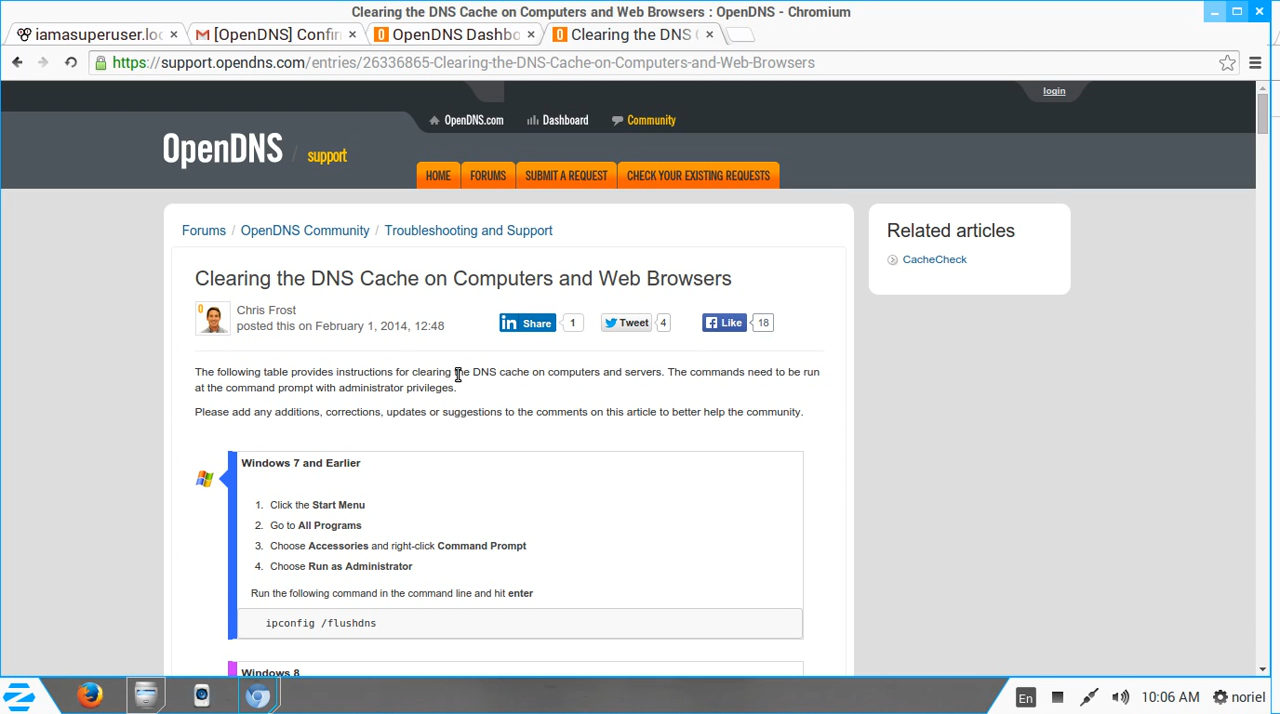 Clearing the DNS Cache on Computers and Web Browsers : OpenDNS - Chromium
iamasuperuser.loc
[OpenDNS] Confir
OpenDNS Dashbo
Clearing the DNS
https://support.opendns.com/entries/26336865-Clearing-the-DNS-Cache-on-Computers-and-Web-Browsers
login
OpenDNS.com Dashboard Community
OpenDNS / support
HOME FORUMS SUBMIT A REQUEST CHECK YOUR EXISTING REQUESTS
Forums / OpenDNS Community / Troubleshooting and Support
Related articles
CacheCheck
Clearing the DNS Cache on Computers and Web Browsers
Chris Frost
posted this on February 1, 2014, 12:48
in Share 1 Tweet 4 Like 18
The following table provides instructions for clearing the DNS cache on computers and servers. The commands need to be run
at the command prompt with administrator privileges.
Please add any additions, corrections, updates or suggestions to the comments on this article to better help the community.
Windows 7 and Earlier
1. Click the Start Menu
2. Go to All Programs
3. Choose Accessories and right-click Command Prompt
4. Choose Run as Administrator
Run the following command in the command line and hit enter
ipconfig /flushdns
Windows 8
En 10:06 AM noriel